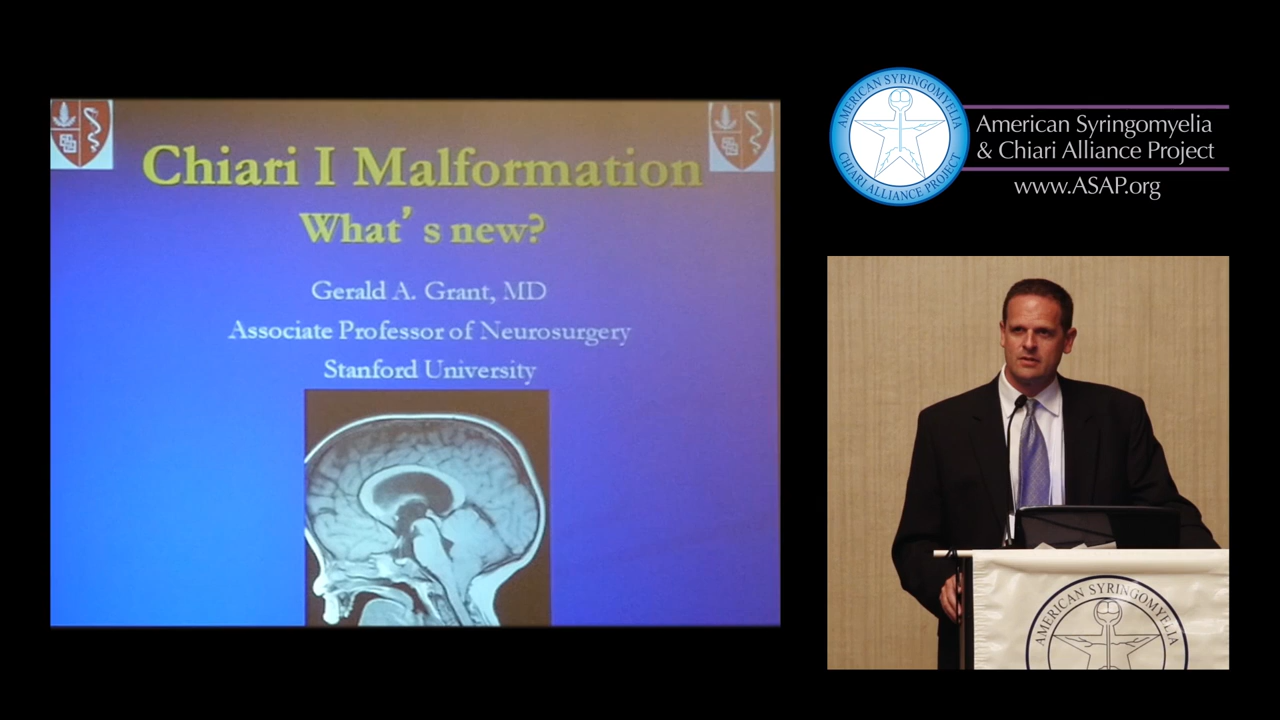 Chiari I Malformation
What's new?
Gerald A. Grant, MD
Associate Professor of Neurosurgery
Stanford University
AMERICAN SYRINGOMYELIA
CHIARI ALLIANCE PROJECT
American Syringomyelia
& Chiari Alliance Project
www.ASAP.org
AMERICAN SYRINGOMYELIA